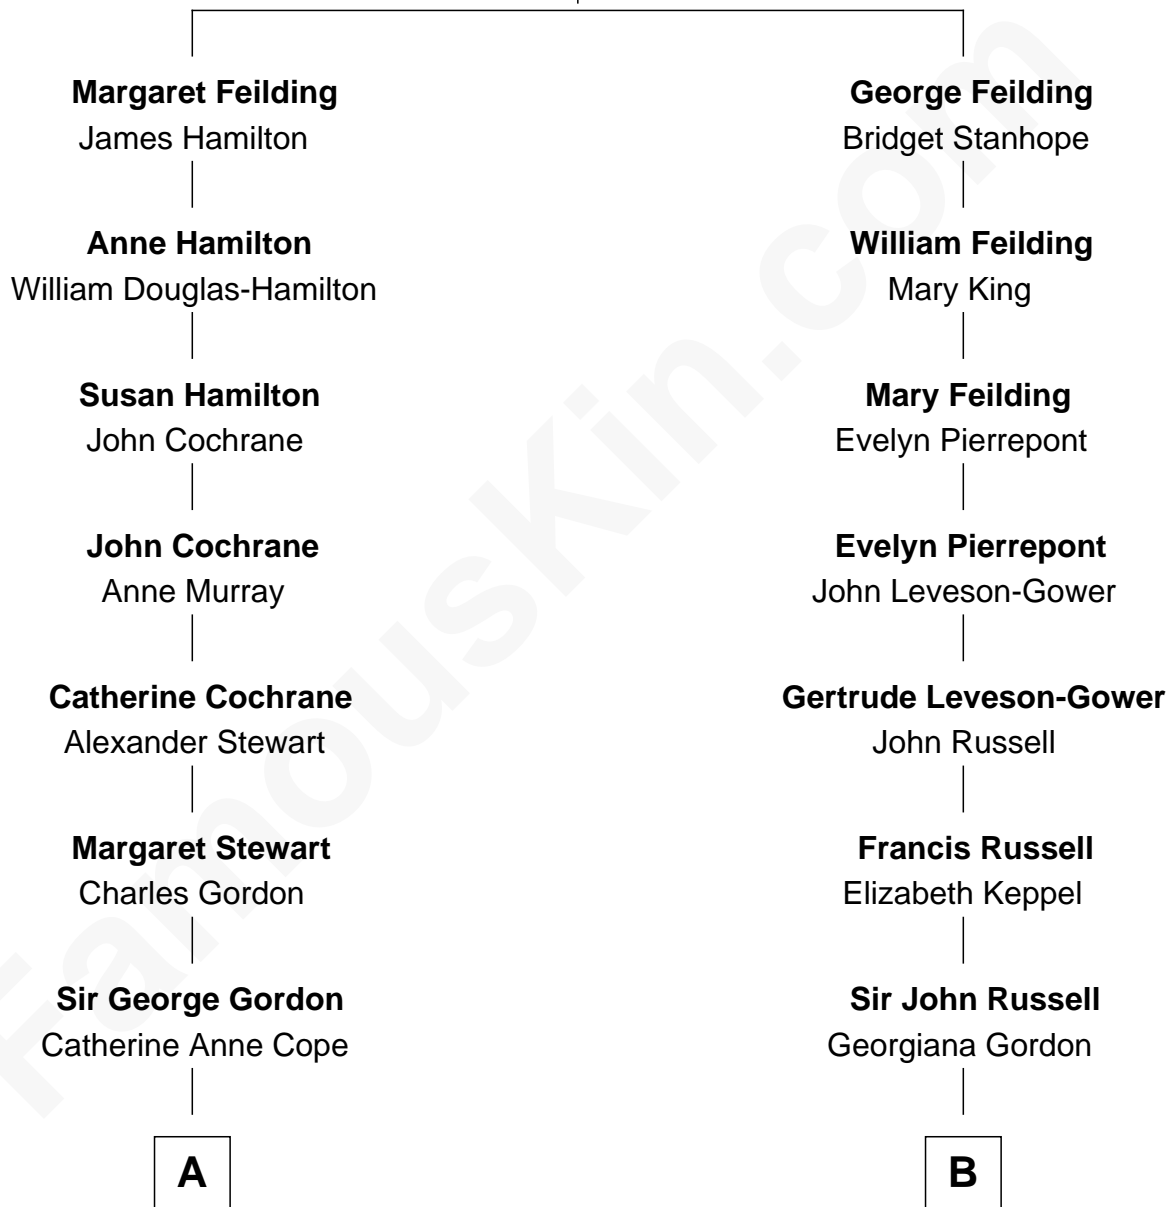 Margaret Feilding
James Hamilton
Anne Hamilton
William Douglas-Hamilton
Susan Hamilton
John Cochrane
John Cochrane
Anne Murray
Catherine Cochrane
Alexander Stewart
Margaret Stewart
Charles Gordon
Sir George Gordon
Catherine Anne Cope
A
George Feilding
Bridget Stanhope
William Feilding
Mary King
Mary Feilding
Evelyn Pierrepont
Evelyn Pierrepont
John Leveson-Gower
Gertrude Leveson-Gower
John Russell
Francis Russell
Elizabeth Keppel
Sir John Russell
Georgiana Gordon
B
FamousKin.com